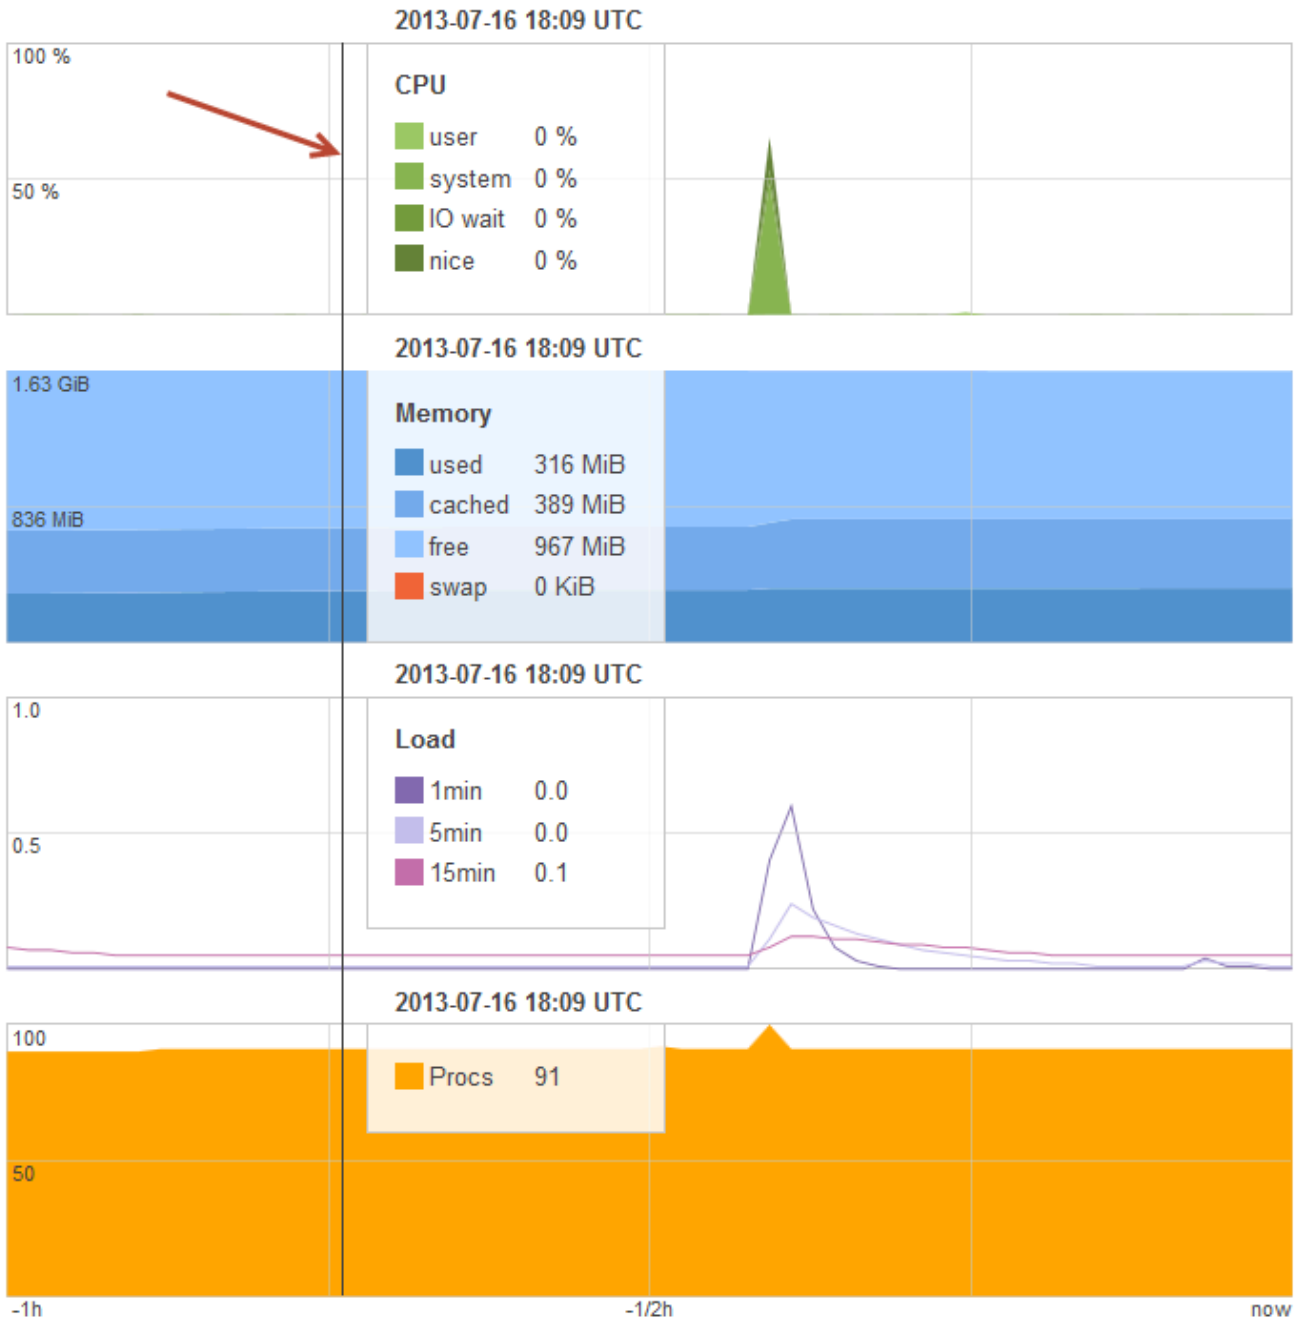 2013-07-16 18:09 UTC
100 %
CPU
user 0 %
system 0 %
50 %
IO wait 0 %
nice 0 %
2013-07-16 18:09 UTC
1.63 GiB
Memory
used 316 MiB
cached 389 MiB
836 MiB
free 967 MiB
swap 0 KiB
2013-07-16 18:09 UTC
1.0
Load
1min 0.0
5min 0.0
0.5
15min 0.1
2013-07-16 18:09 UTC
100
Procs 91
50
-1h -1/2h now